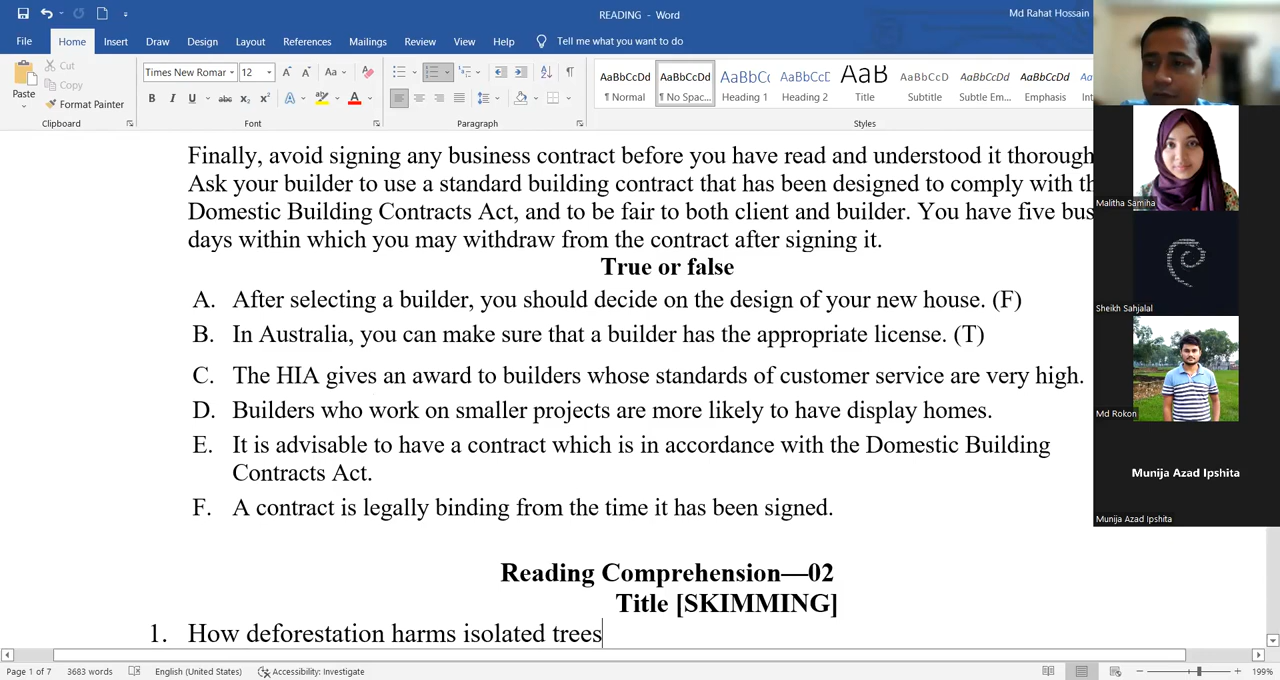 READING - Word
Md Rahat Hossain
File Home Insert Draw Design Layout References Mailings Review View Help Tell me what you want to do
Paste
Cut
Copy
Format Painter
Clipboard
Times New Romar 12
Font
Paragraph
AaBbCcDd AaBbCcDd AaBbCc AaBbCcD AaB AaBbCcDd AaBbCcDd AaBbCcDd
¶ Normal ¶ No Spac... Heading 1 Heading 2 Title Subtitle Subtle Em... Emphasis
Styles
Finally, avoid signing any business contract before you have read and understood it thorough
Ask your builder to use a standard building contract that has been designed to comply with th
Domestic Building Contracts Act, and to be fair to both client and builder. You have five bus
days within which you may withdraw from the contract after signing it.
True or false
A. After selecting a builder, you should decide on the design of your new house. (F)
B. In Australia, you can make sure that a builder has the appropriate license. (T)
C. The HIA gives an award to builders whose standards of customer service are very high.
D. Builders who work on smaller projects are more likely to have display homes.
E. It is advisable to have a contract which is in accordance with the Domestic Building
Contracts Act.
F. A contract is legally binding from the time it has been signed.
Reading Comprehension—02
Title [SKIMMING]
1. How deforestation harms isolated trees
Malitha Samiha
Sheikh Sahjalal
Md Rokon
Munija Azad Ipshita
Munija Azad Ipshita
Page 1 of 7 3683 words English (United States) Accessibility: Investigate 199%